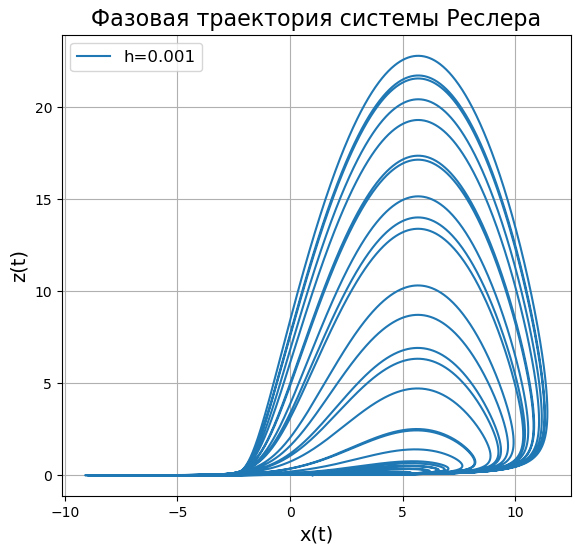 Фазовая траектория системы Реслера
h=0.001
z(t)
20
15
10
5
0
−10
−5
0
5
10
x(t)